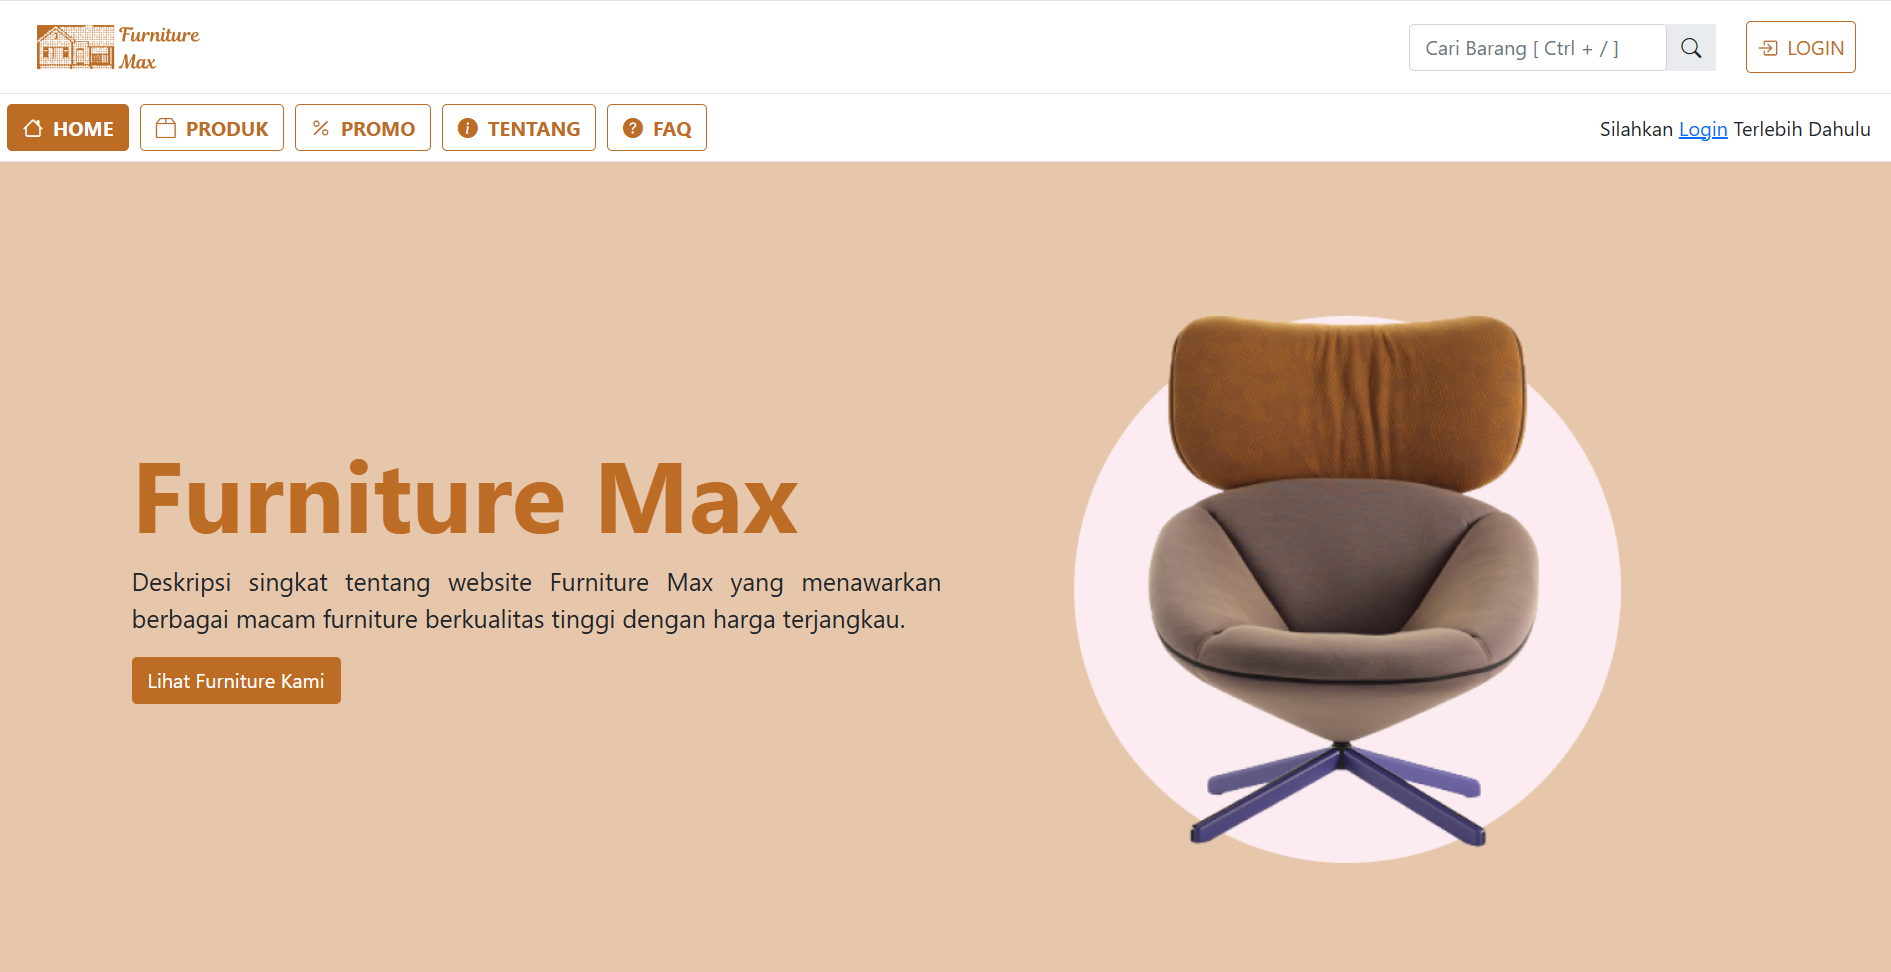 Furniture
Max
Cari Barang [ Ctrl + / ]
LOGIN
HOME
PRODUK
PROMO
TENTANG
FAQ
Silahkan Login Terlebih Dahulu
Furniture Max
Deskripsi singkat tentang website Furniture Max yang menawarkan
berbagai macam furniture berkualitas tinggi dengan harga terjangkau.
Lihat Furniture Kami